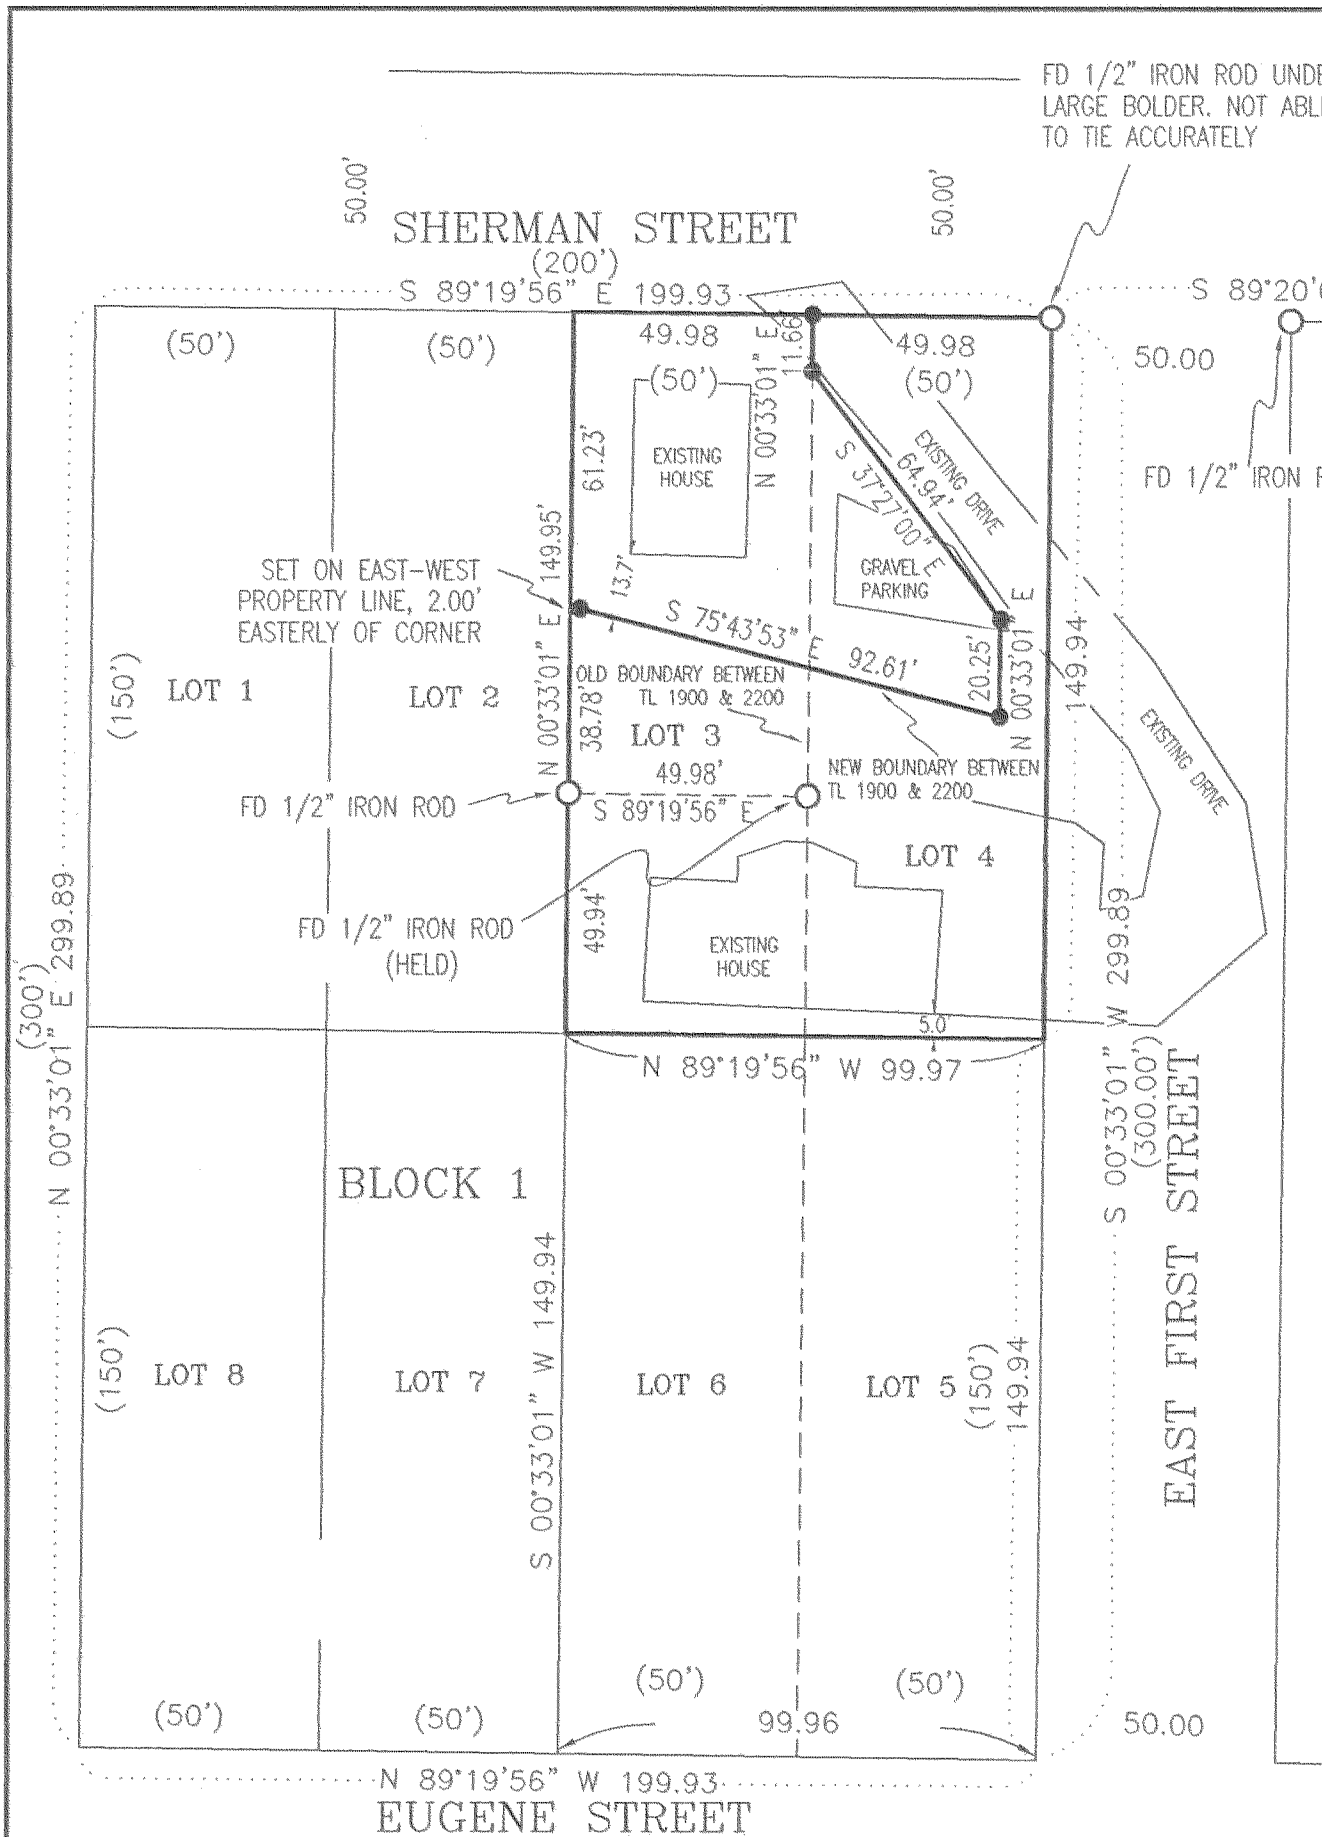 FD 1/2" IRON ROD
LARGE BOLDER. NOT
TO TIE ACCURATELY
50.00'
50.00'
SHERMAN STREET
(200')
S 89°19'56" E 199.93
S 89°20'
(50')
(50')
49.98
(50')
N 00°33'01" E
11.66'
49.98
(50')
50.00
61.23'
EXISTING
HOUSE
EXISTING DRIVE
64.94'
S 37°27'00" E
FD 1/2" IRON
GRAVEL
PARKING
SET ON EAST-WEST
PROPERTY LINE, 2.00'
EASTERLY OF CORNER
N 00°33'01" E 149.95'
13.7'
S 75°43'53" E 92.61'
20.25'
N 00°33'01 E
149.94
(150')
LOT 1
LOT 2
OLD BOUNDARY BETWEEN
TL 1900 & 2200
38.78'
LOT 3
49.98'
S 89°19'56" E
NEW BOUNDARY BETWEEN
TL 1900 & 2200
EXISTING DRIVE
FD 1/2" IRON ROD
LOT 4
FD 1/2" IRON ROD
(HELD)
49.94'
EXISTING
HOUSE
5.0
N 89°19'56" W 99.97
(300')
N 00°33'01" E 299.89
S 00°33'01" W 299.89
(300.00')
EAST FIRST STREET
BLOCK 1
S 00°33'01" W 149.94
(150')
LOT 8
LOT 7
LOT 6
LOT 5
(150')
149.94
(50')
(50')
(50')
(50')
99.96
50.00
N 89°19'56" W 199.93
EUGENE STREET